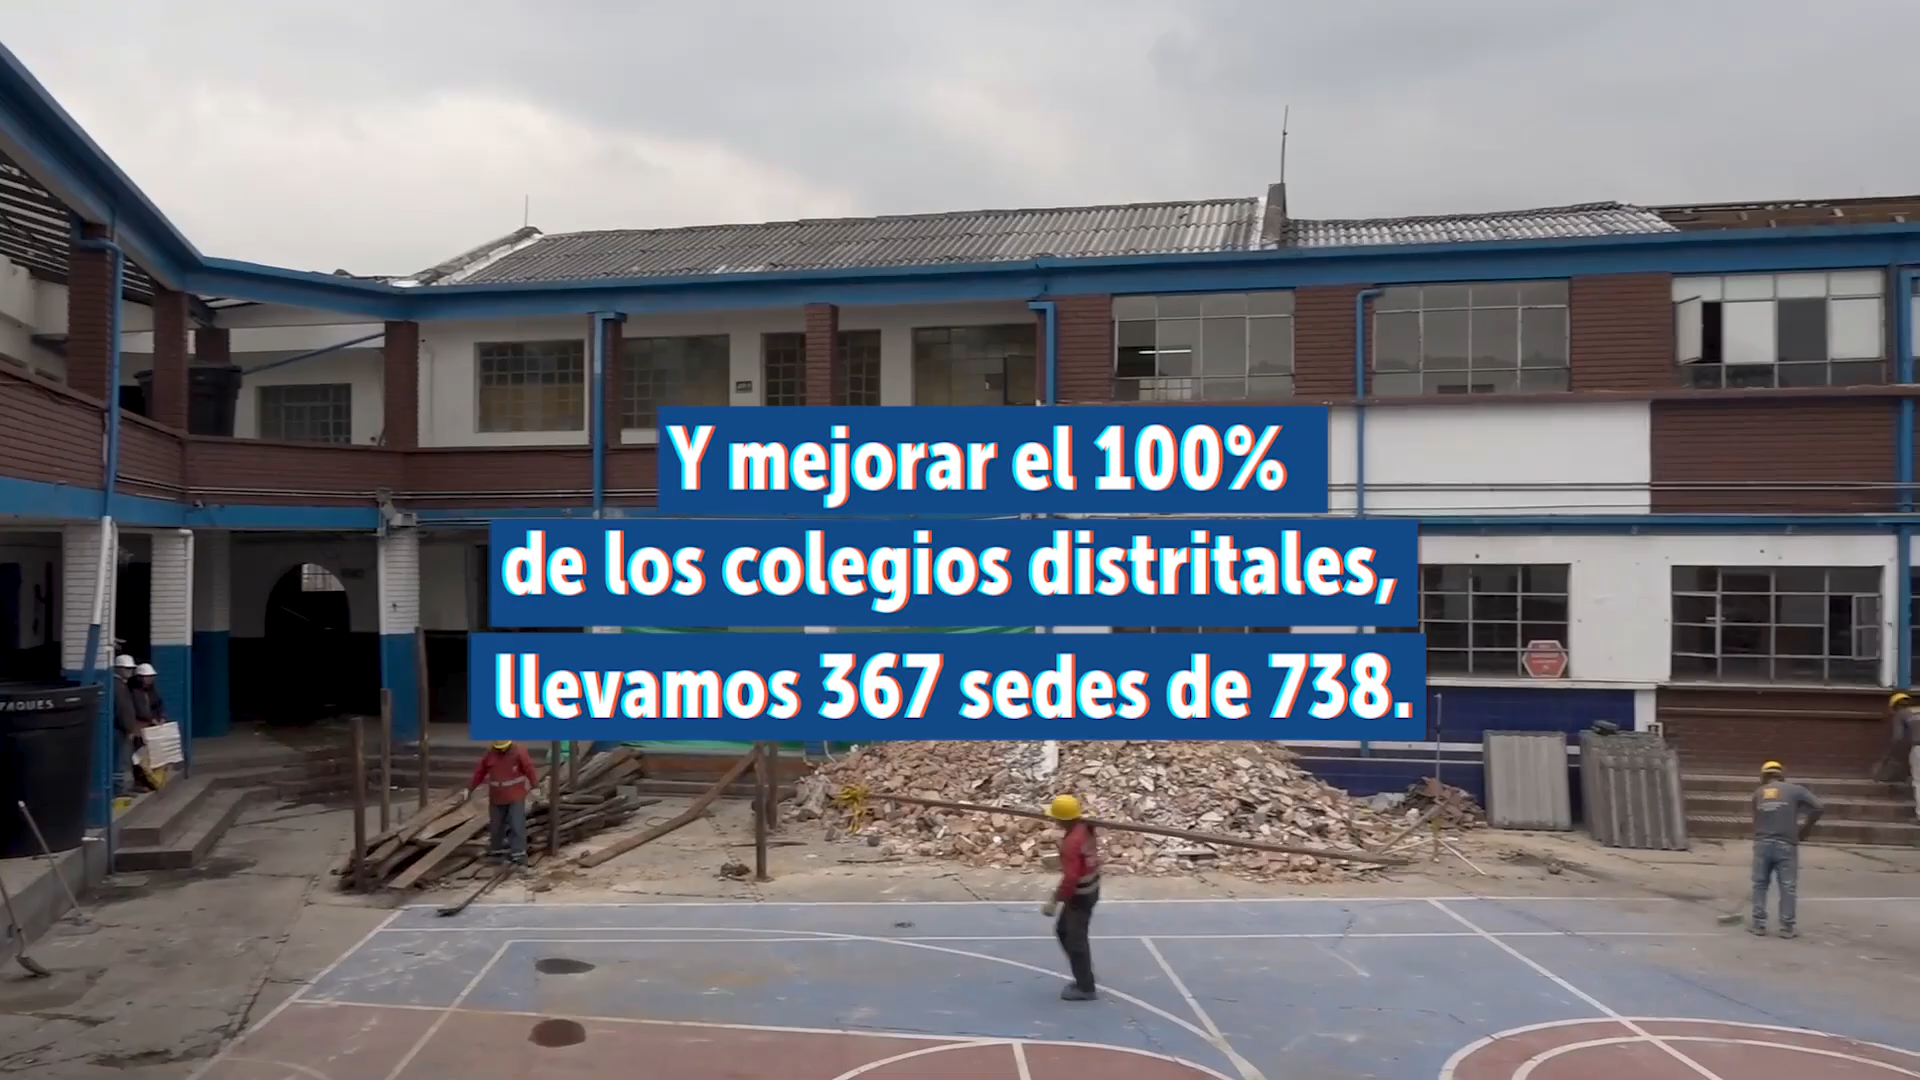 Y mejorar el 100%
de los colegios distritales,
llevamos 367 sedes de 738.